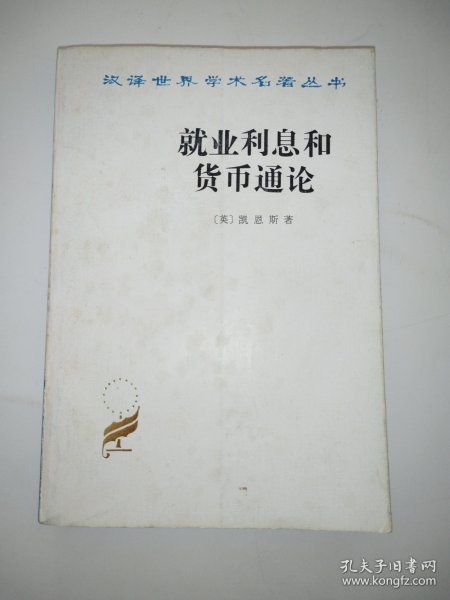 汉译世界学术名著丛书
就业利息和
货币通论
〔英〕凯恩斯著
孔夫子旧书网
www.kongfz.com